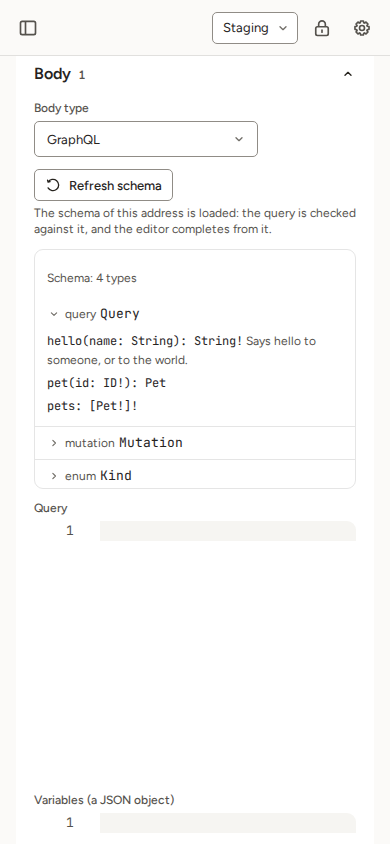 Staging
Body 1
Body type
GraphQL
Refresh schema
The schema of this address is loaded: the query is checked
against it, and the editor completes from it.
Schema: 4 types
query Query
hello(name: String): String! Says hello to
someone, or to the world.
pet(id: ID!): Pet
pets: [Pet!]!
mutation Mutation
enum Kind
Query
1
Variables (a JSON object)
1